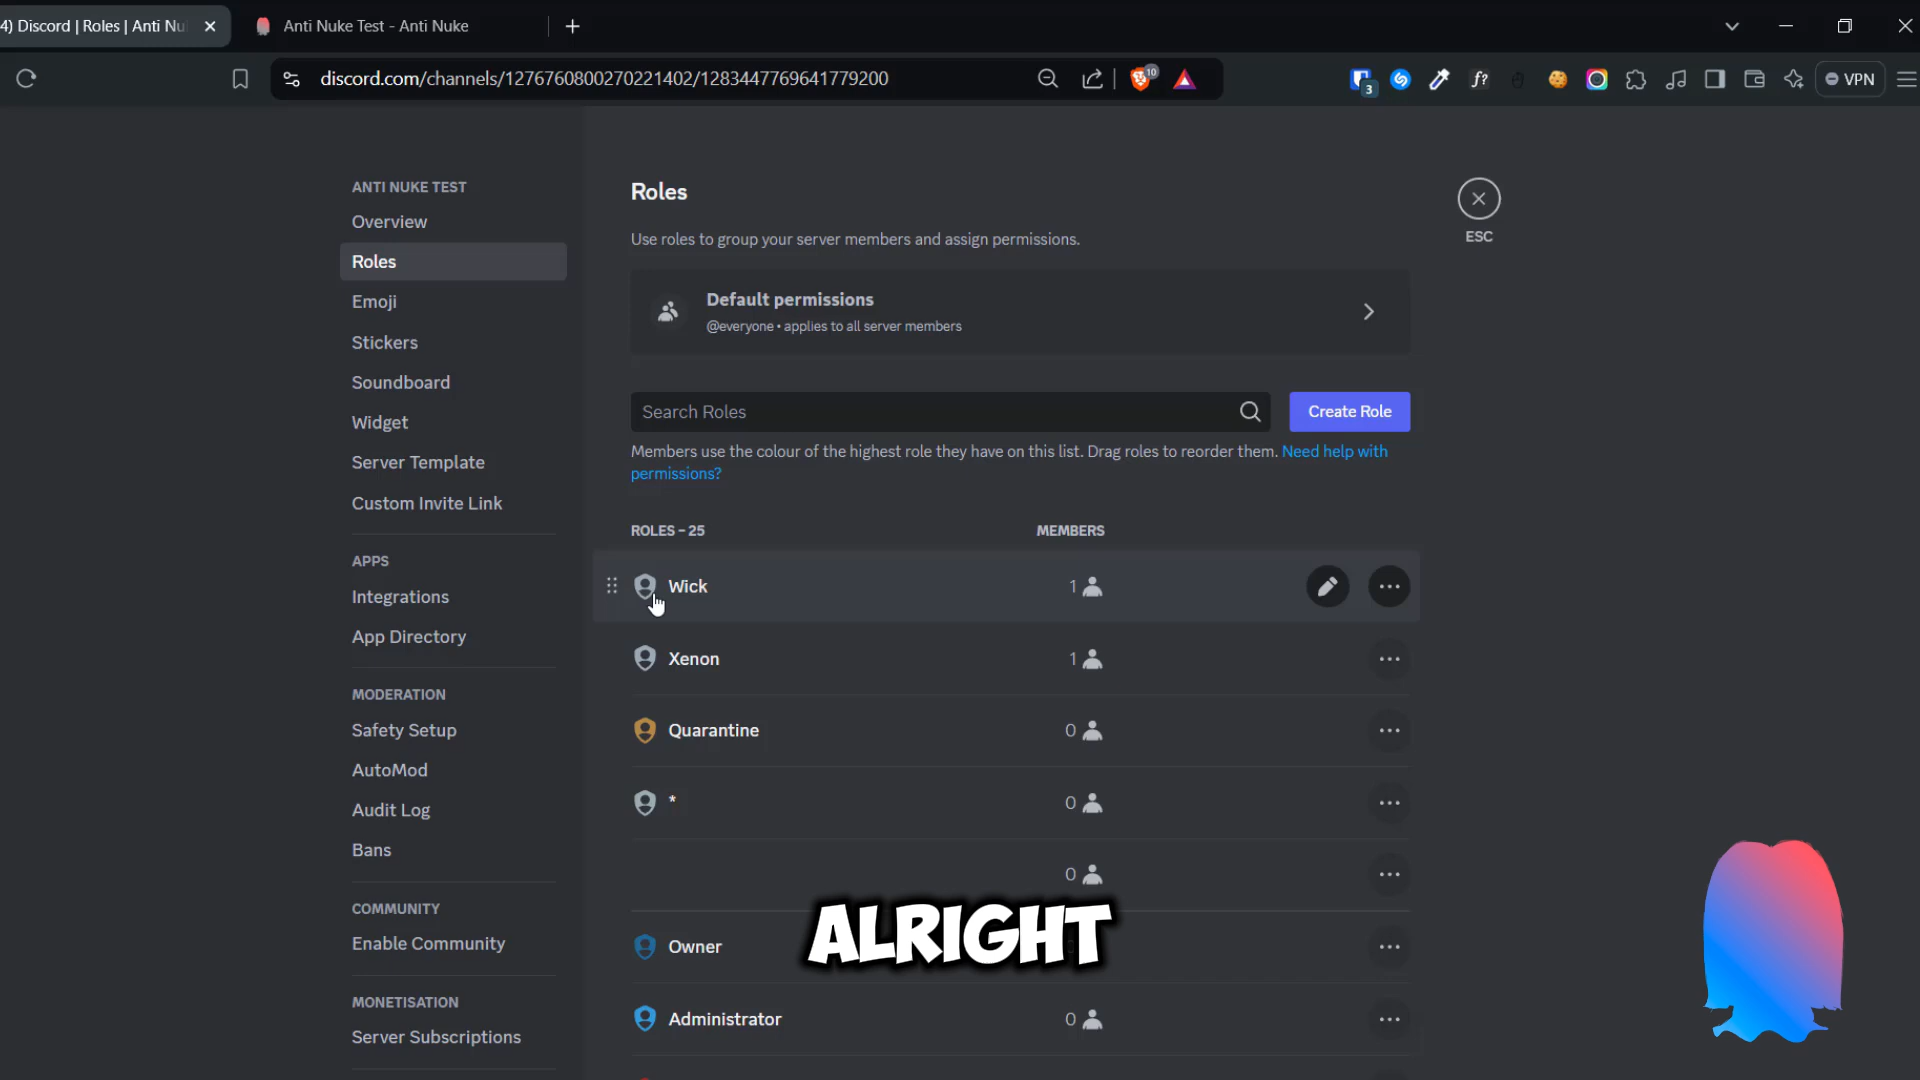 4) Discord | Roles | Anti Nu
Anti Nuke Test - Anti Nuke
discord.com/channels/1276760800270221402/1283447769641779200
10
3
f?
VPN
ANTI NUKE TEST
Overview
Roles
Emoji
Stickers
Soundboard
Widget
Server Template
Custom Invite Link
APPS
Integrations
App Directory
MODERATION
Safety Setup
AutoMod
Audit Log
Bans
COMMUNITY
Enable Community
MONETISATION
Server Subscriptions
Roles
Use roles to group your server members and assign permissions.
Default permissions
@everyone • applies to all server members
Search Roles
Create Role
Members use the colour of the highest role they have on this list. Drag roles to reorder them. Need help with
permissions?
ROLES – 25 MEMBERS
Wick 1
Xenon 1
Quarantine 0
* 0
0
Owner
Administrator 0
ESC
ALRIGHT